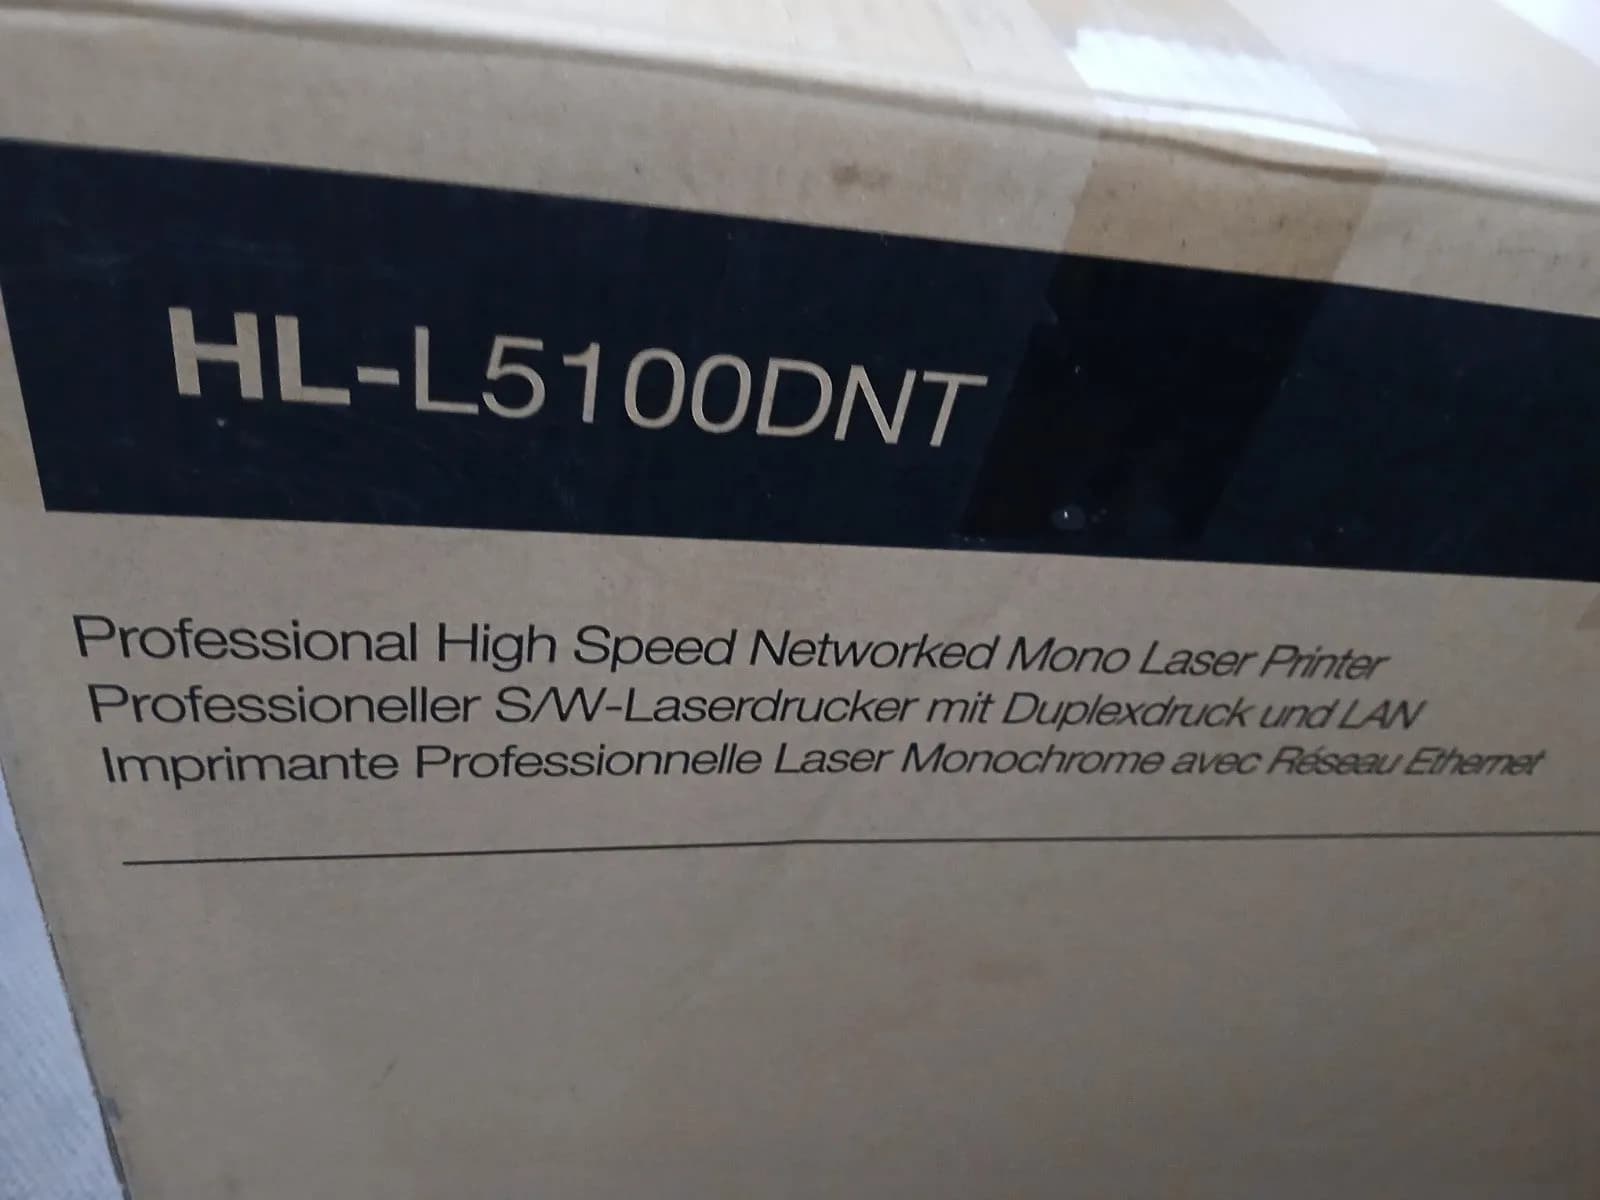 HL-L5100DNT
Professional High Speed Networked Mono Laser Printer
Professioneller S/W-Laserdrucker mit Duplexdruck und LAN
Imprimante Professionnelle Laser Monochrome avec Réseau Ethernet